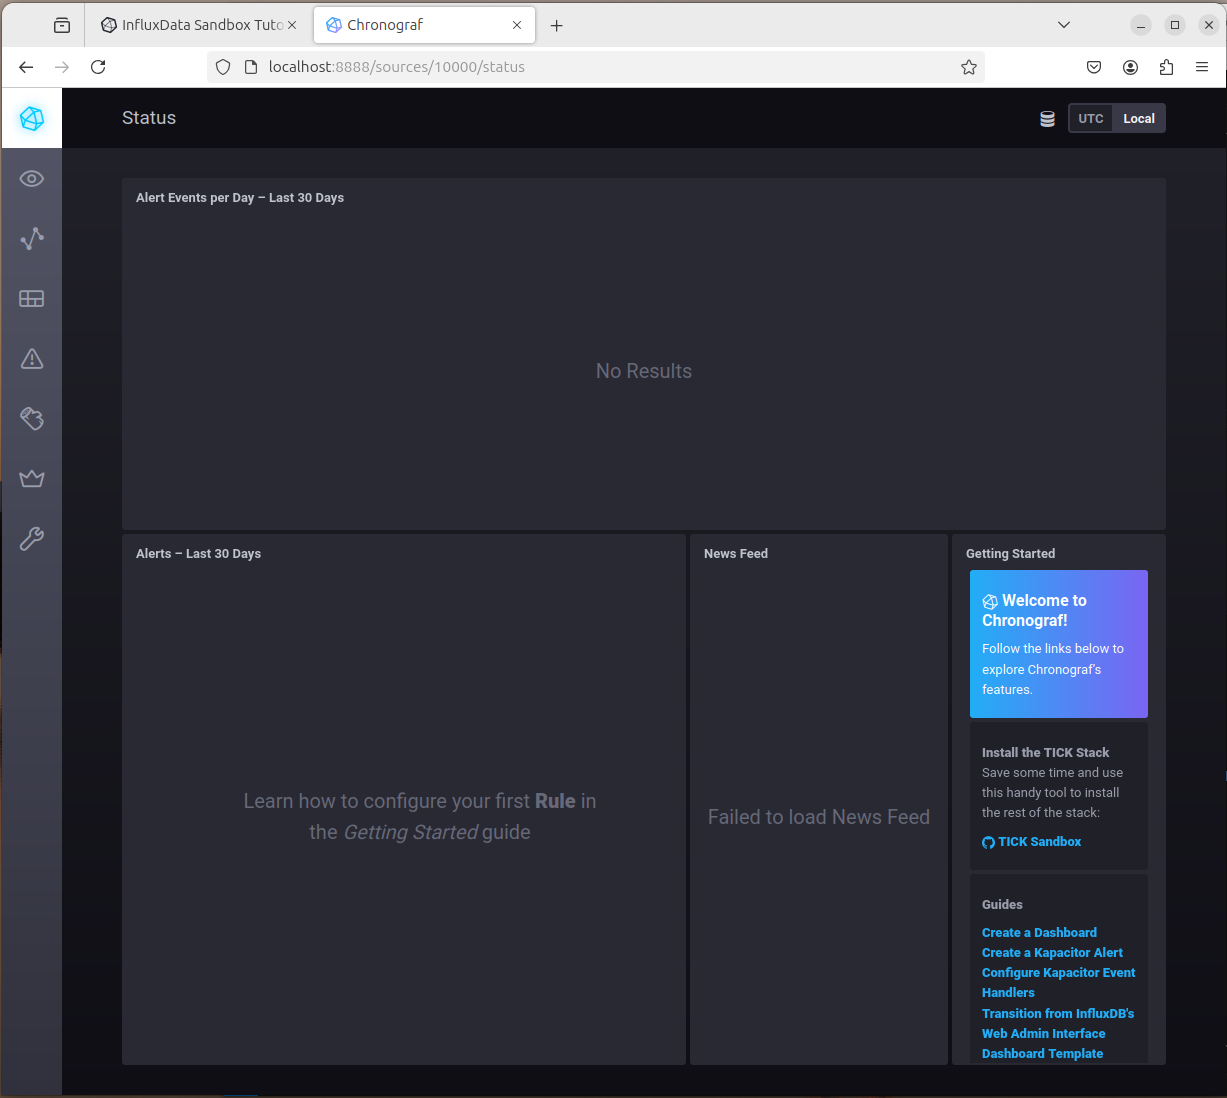 InfluxData Sandbox Tuto
Chronograf
localhost:8888/sources/10000/status
Status
UTC
Local
Alert Events per Day – Last 30 Days
No Results
Alerts – Last 30 Days
Learn how to configure your first Rule in
the Getting Started guide
News Feed
Failed to load News Feed
Getting Started
Welcome to
Chronograf!
Follow the links below to
explore Chronograf's
features.
Install the TICK Stack
Save some time and use
this handy tool to install
the rest of the stack:
TICK Sandbox
Guides
Create a Dashboard
Create a Kapacitor Alert
Configure Kapacitor Event
Handlers
Transition from InfluxDB's
Web Admin Interface
Dashboard Template